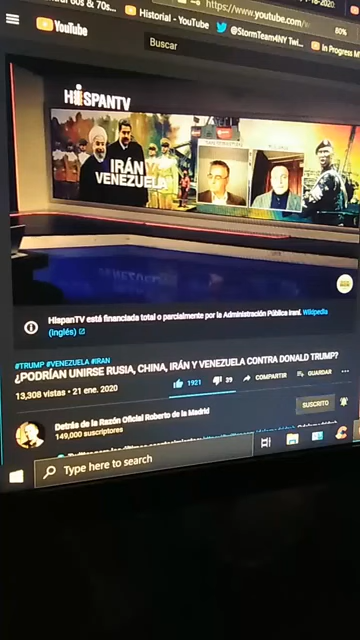 Historial - YouTube
@StormTeam4NY Twi...
https://www.youtube.com/
80%
In Progress
YouTube
Buscar
HISPANTV
IRÁN
VENEZUELA
HispanTV está financiada total o parcialmente por la Administración Pública iraní. Wikipedia
(inglés)
#TRUMP #VENEZUELA #IRAN
¿PODRÍAN UNIRSE RUSIA, CHINA, IRÁN Y VENEZUELA CONTRA DONALD TRUMP?
13,308 vistas • 21 ene. 2020
1921
39
COMPARTIR
GUARDAR
Detrás de la Razón Oficial Roberto de la Madrid
149,000 suscriptores
SUSCRITO
Type here to search